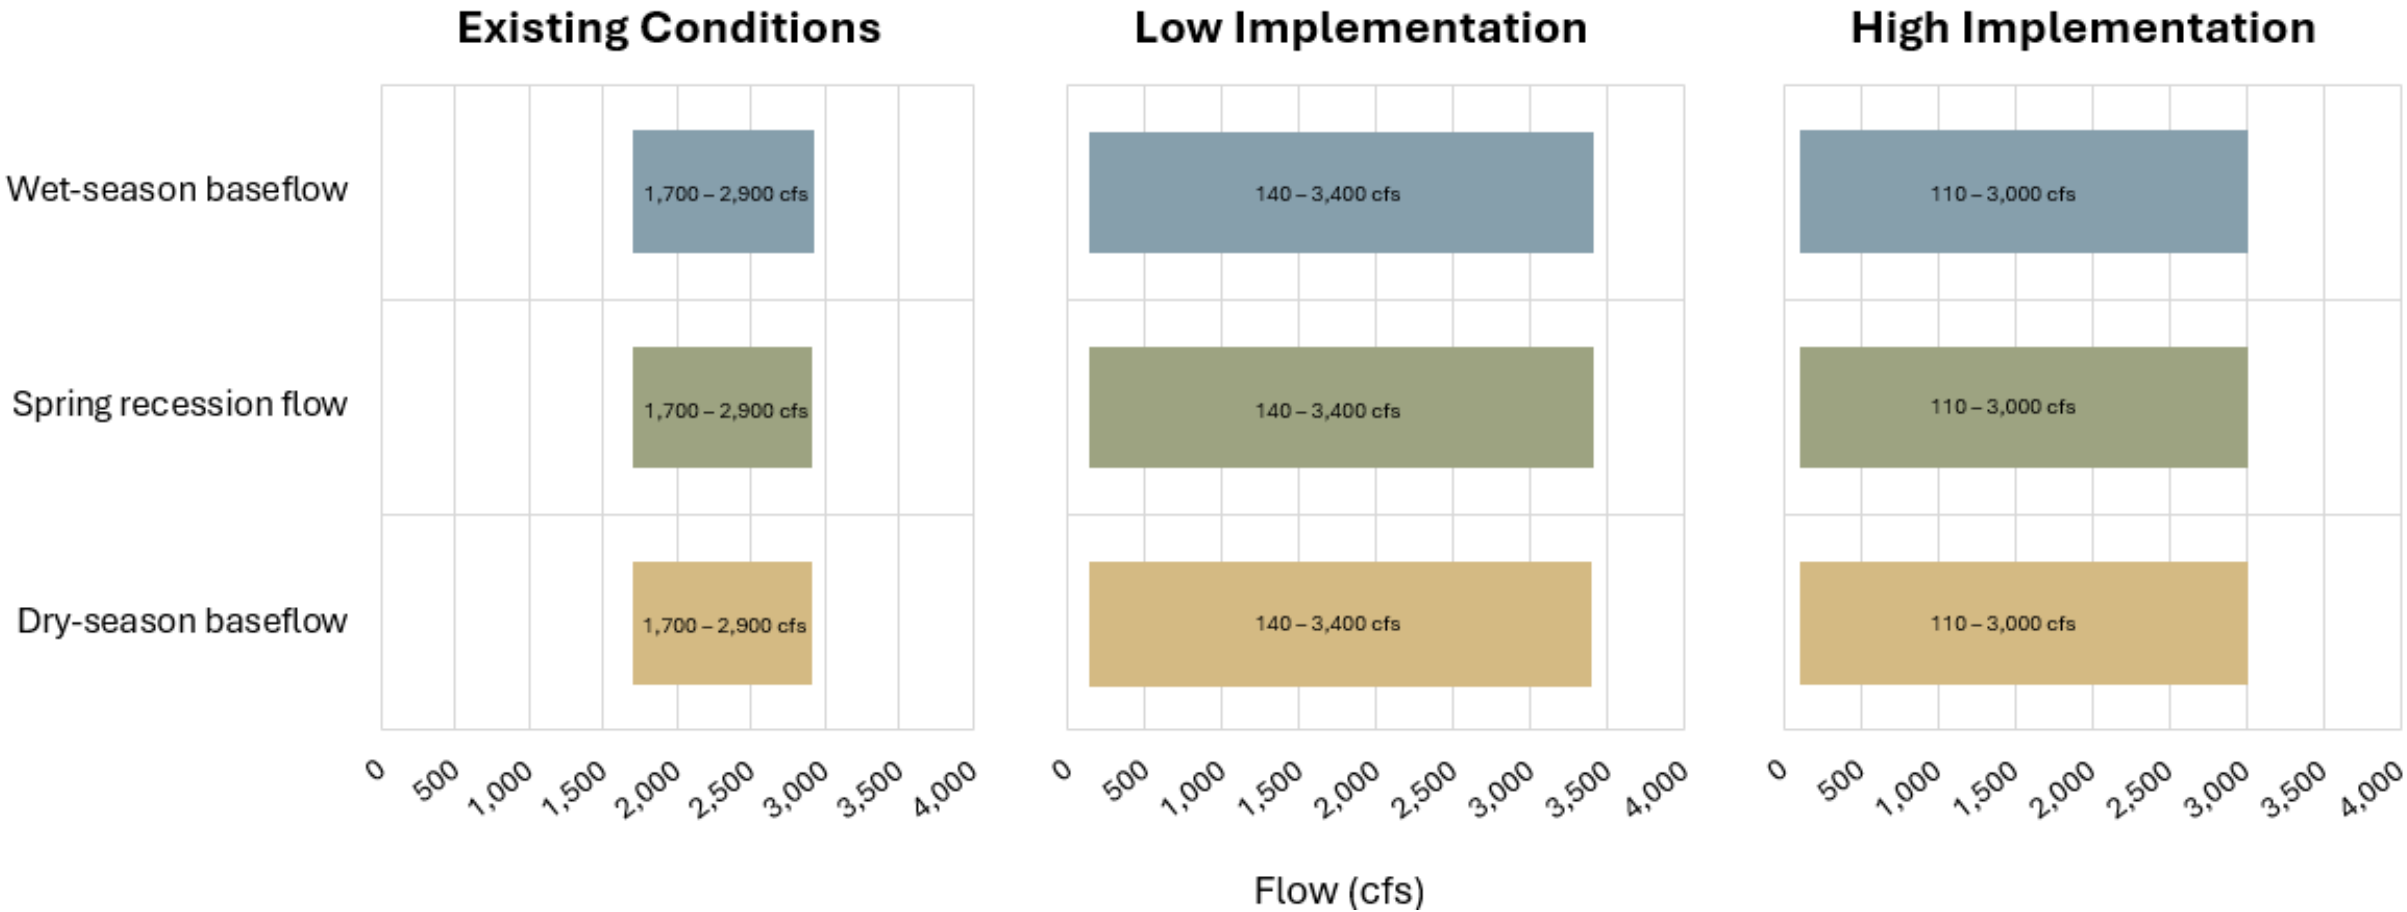 Existing Conditions
Low Implementation
High Implementation
Wet-season baseflow
1,700 – 2,900 cfs
140 – 3,400 cfs
110 – 3,000 cfs
Spring recession flow
1,700 – 2,900 cfs
140 – 3,400 cfs
110 – 3,000 cfs
Dry-season baseflow
1,700 – 2,900 cfs
140 – 3,400 cfs
110 – 3,000 cfs
0 500 1,000 1,500 2,000 2,500 3,000 3,500 4,000
0 500 1,000 1,500 2,000 2,500 3,000 3,500 4,000
0 500 1,000 1,500 2,000 2,500 3,000 3,500 4,000
Flow (cfs)